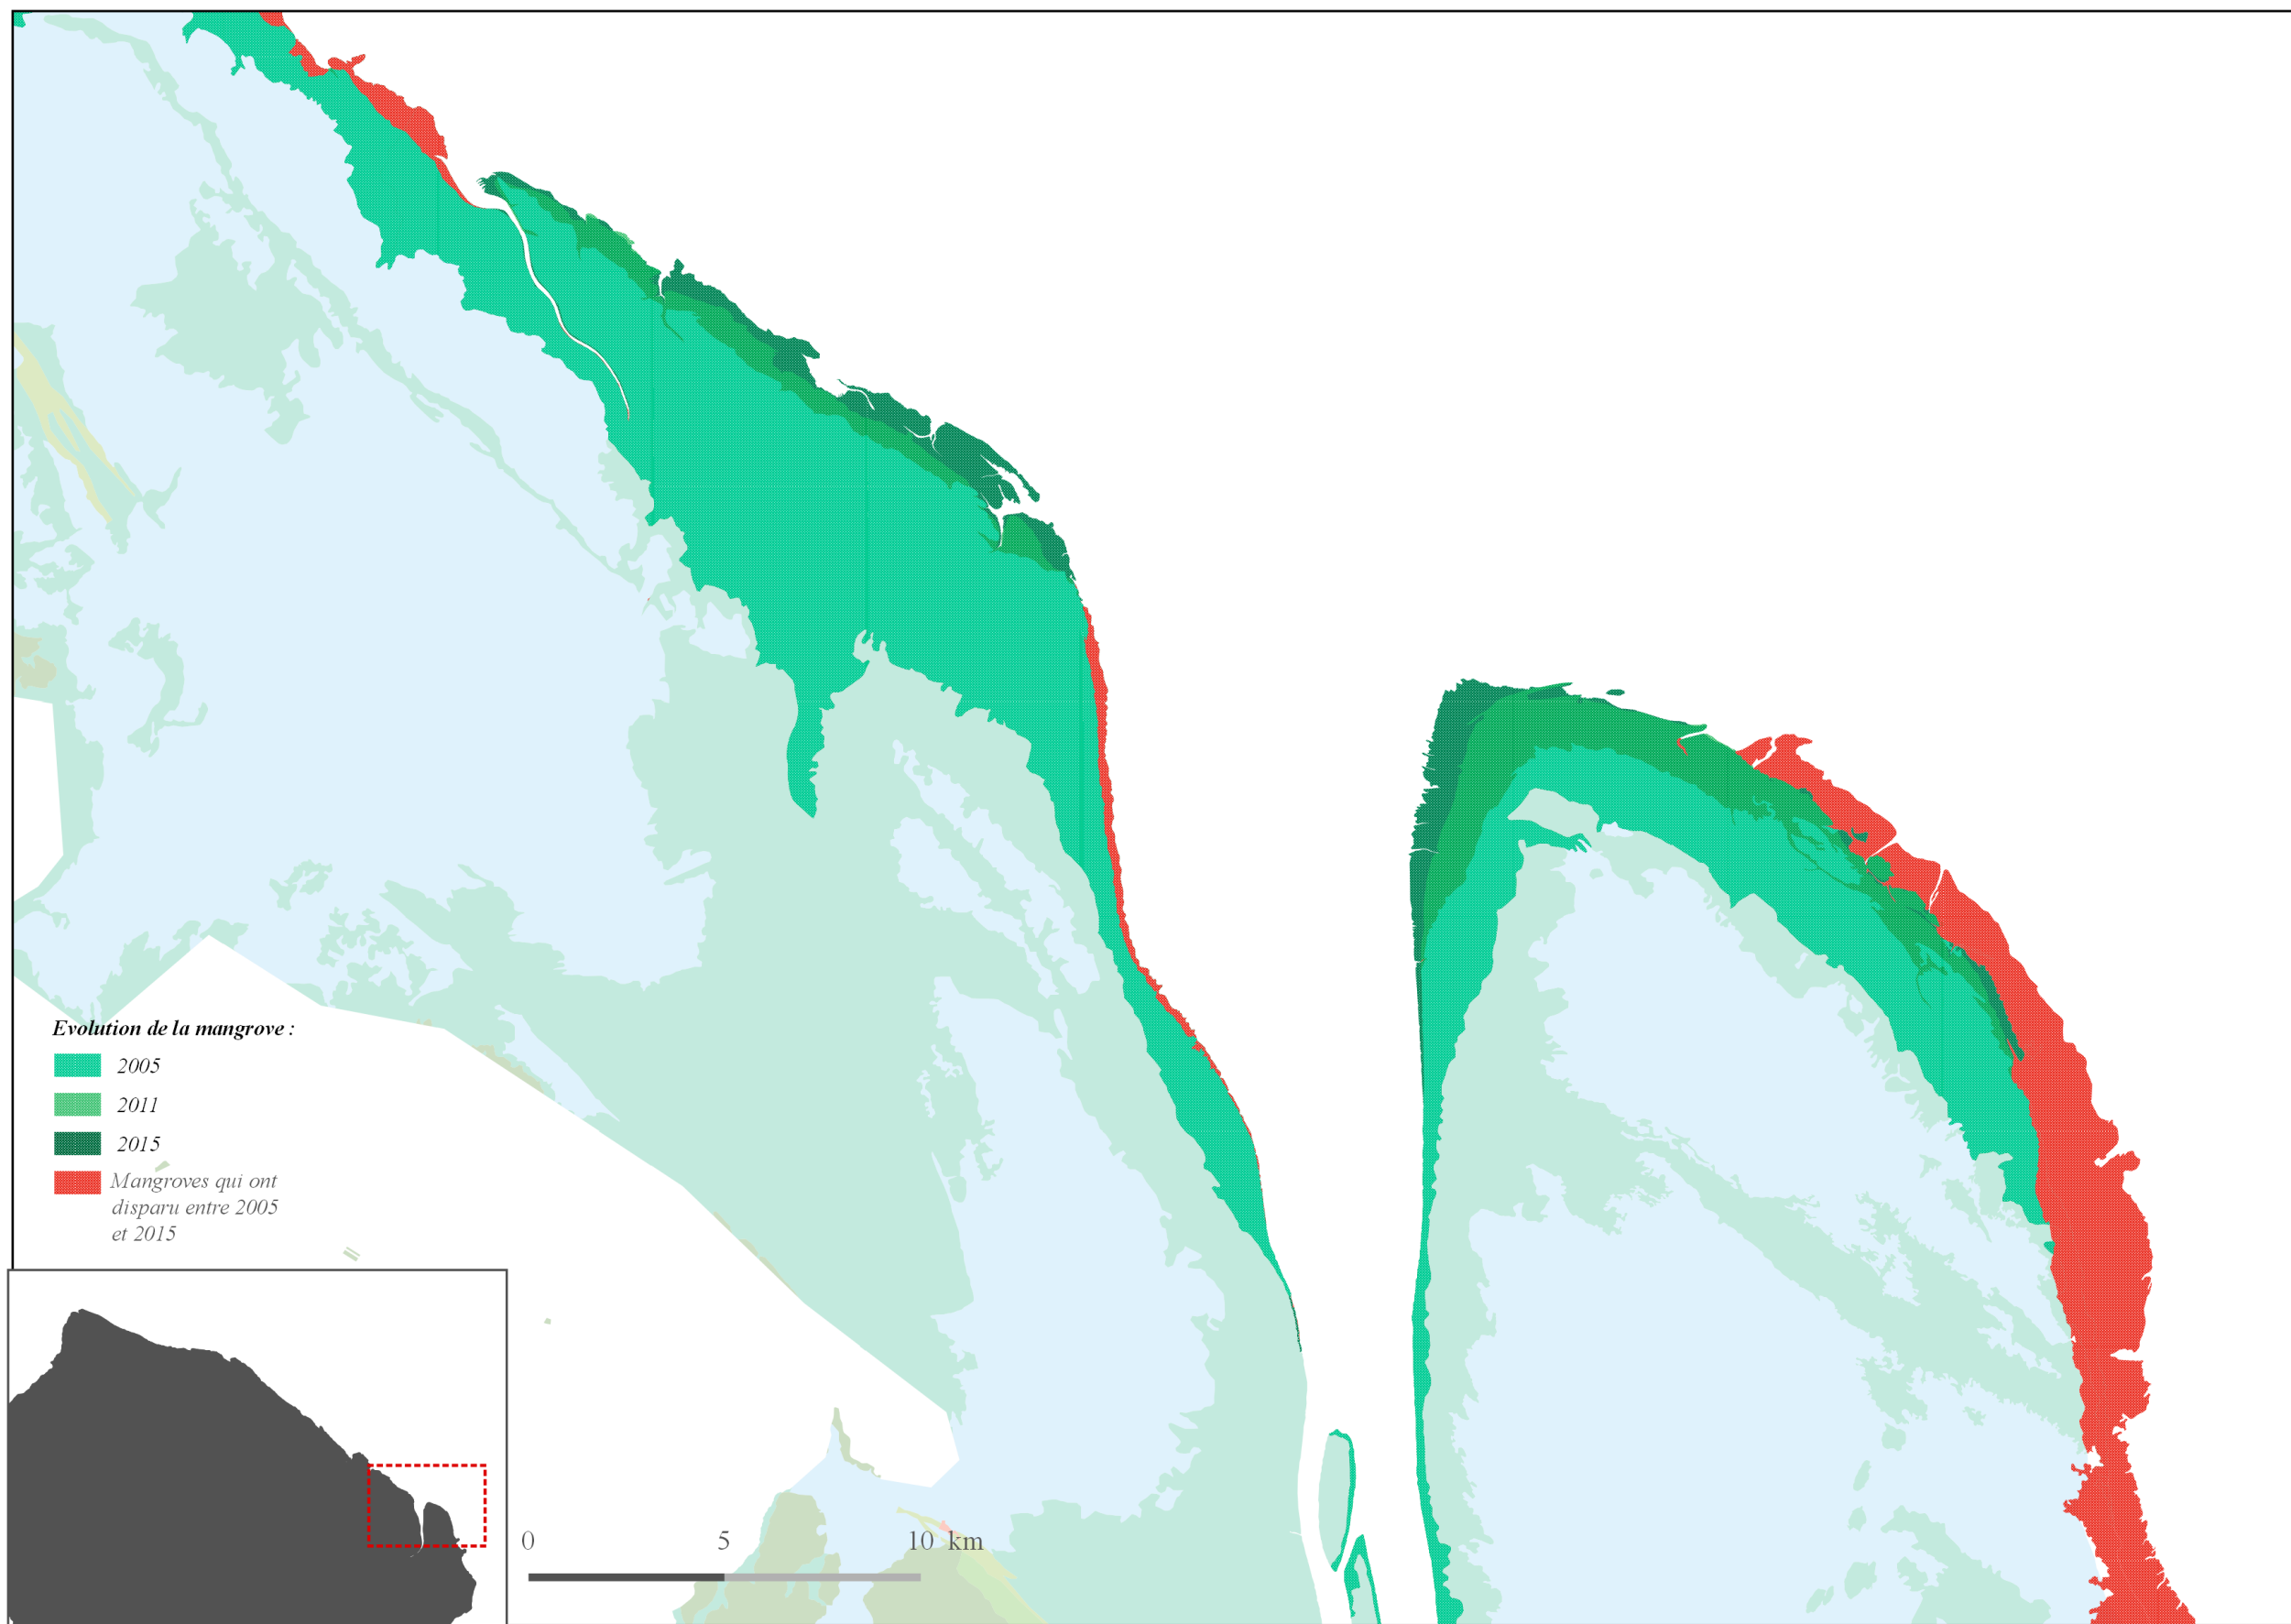 Evolution de la mangrove :
2005
2011
2015
Mangroves qui ont
disparu entre 2005
et 2015
0 5 10 km